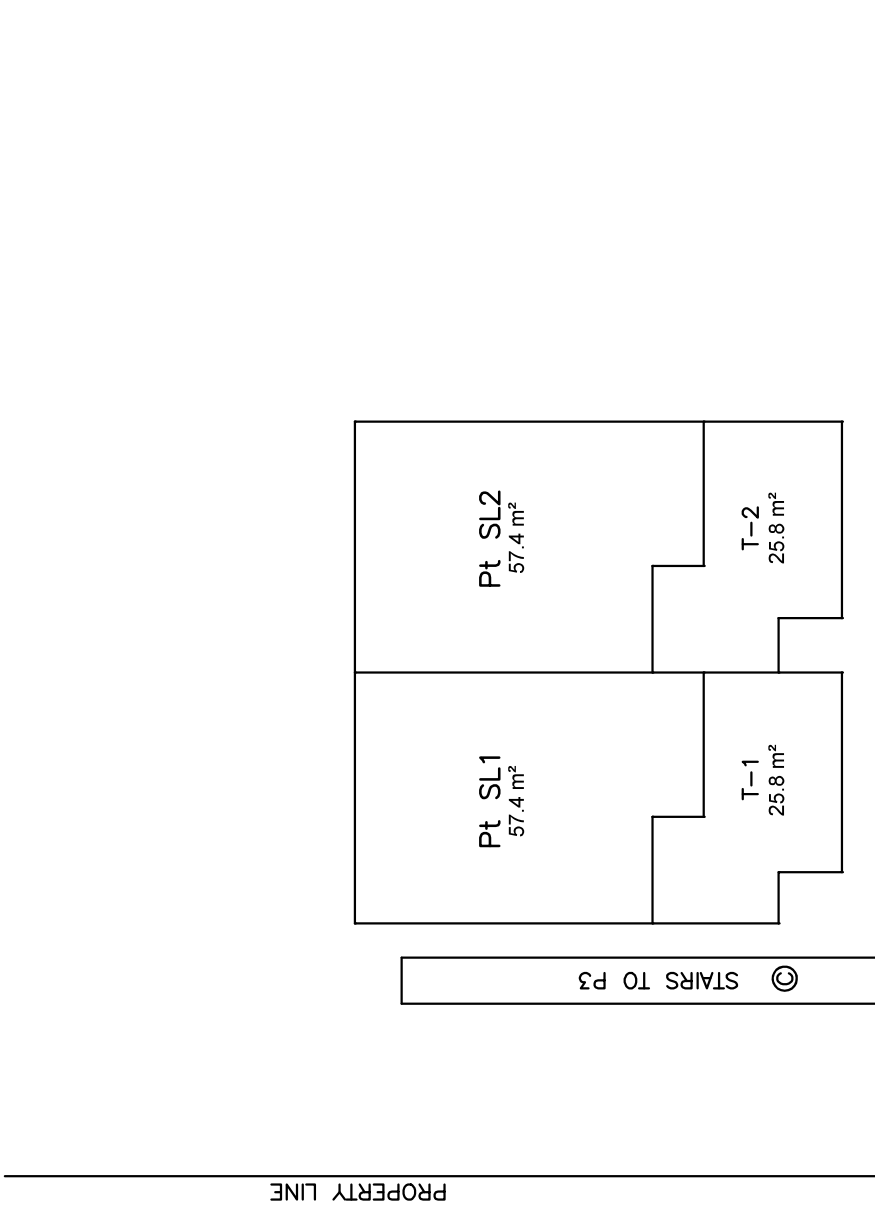 Pt SL2
57.4 m²
T-2
25.8 m²
Pt SL1
57.4 m²
T-1
25.8 m²
© STAIRS TO P3
PROPERTY LINE